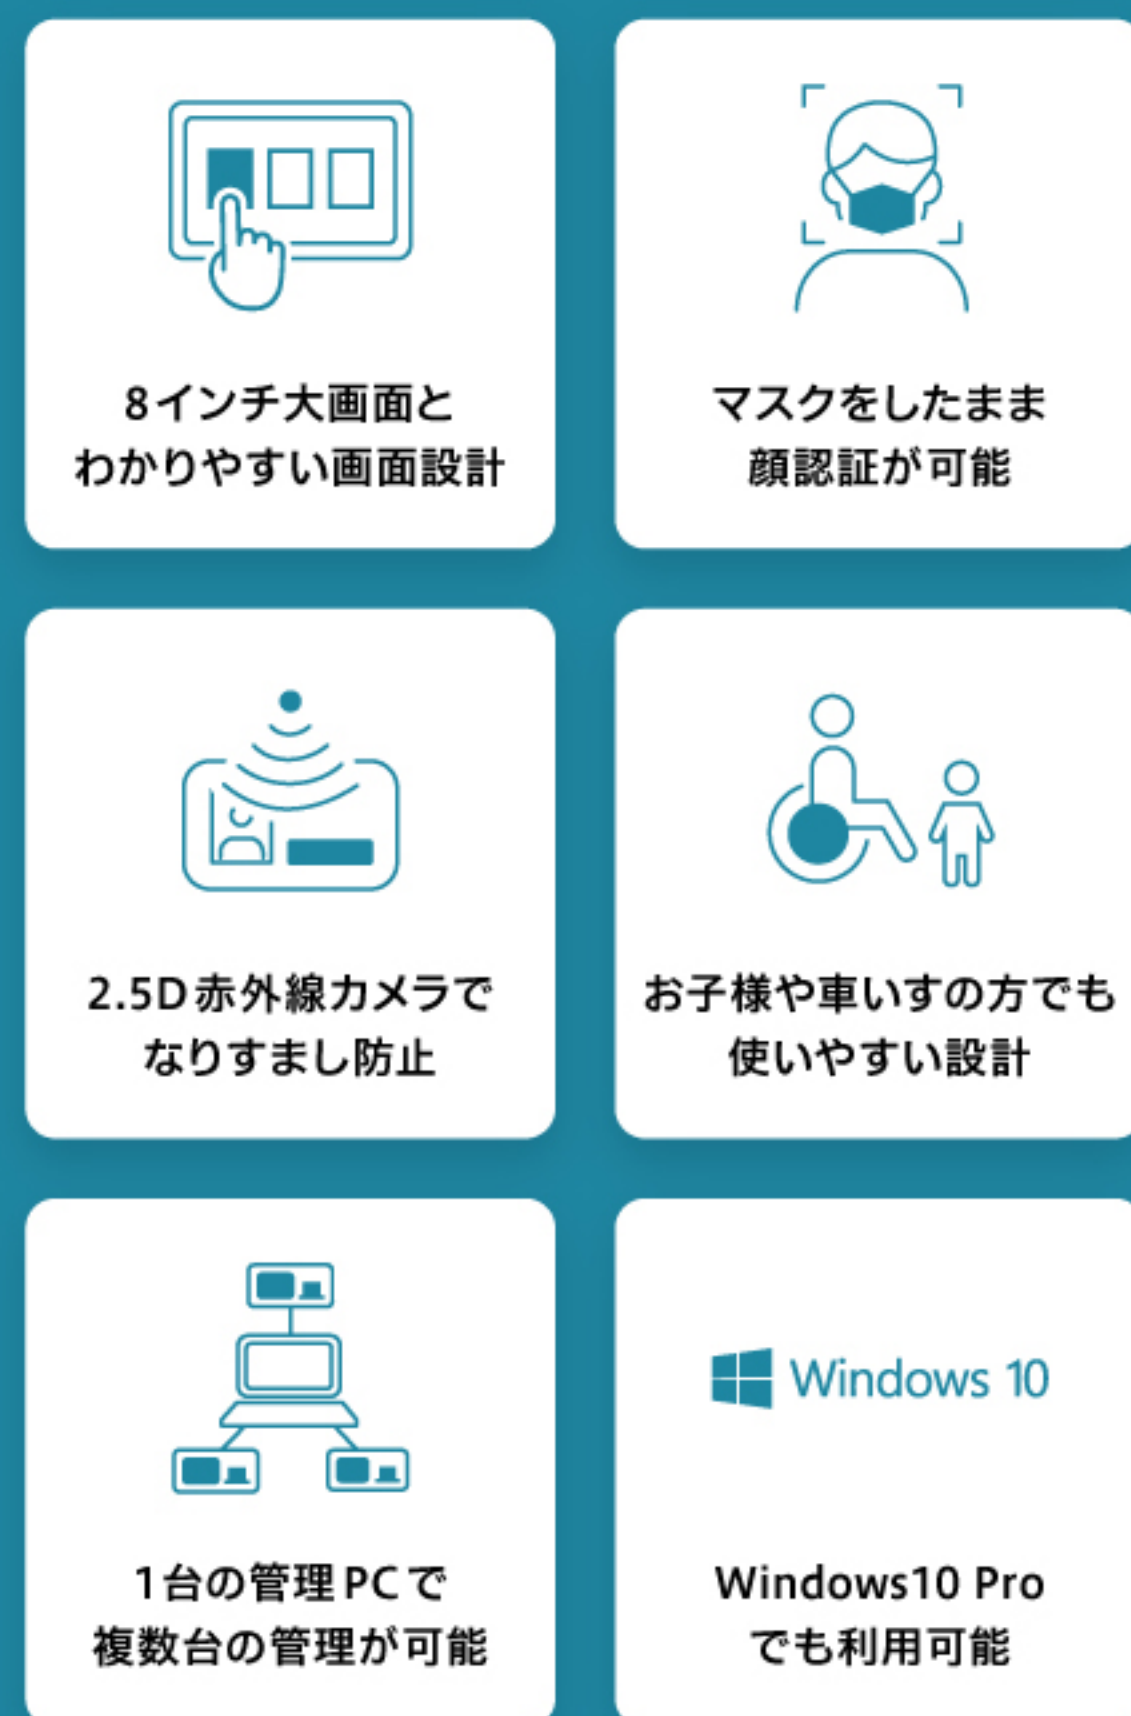 8インチ大画面と
わかりやすい画面設計
マスクをしたまま
顔認証が可能
2.5D赤外線カメラで
なりすまし防止
お子様や車いすの方でも
使いやすい設計
1台の管理PCで
複数台の管理が可能
Windows 10
Windows10 Pro
でも利用可能